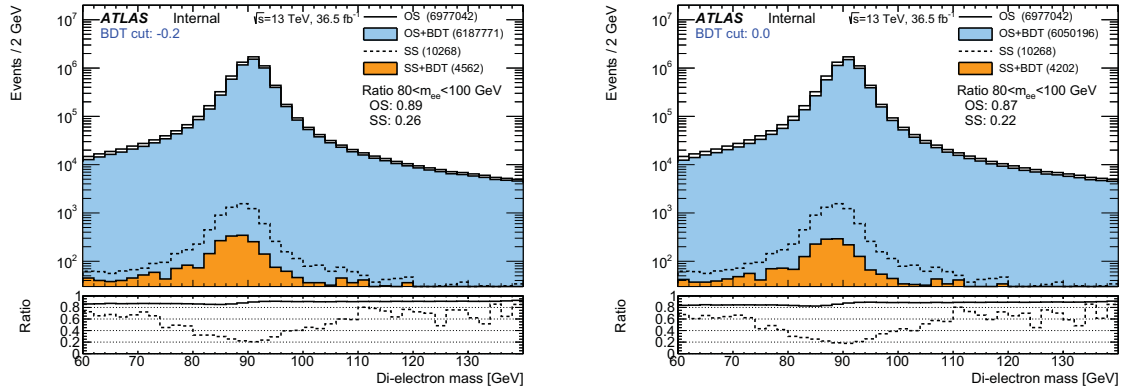 ATLAS Internal √s=13 TeV, 36.5 fb⁻¹
BDT cut: -0.2
OS (6977042)
OS+BDT (6187771)
SS (10268)
SS+BDT (4562)
Ratio 80<m_ee<100 GeV
OS: 0.89
SS: 0.26
Events / 2 GeV
10⁷
10⁶
10⁵
10⁴
10³
10²
Ratio
1
0.8
0.6
0.4
0.2
60 70 80 90 100 110 120 130
Di-electron mass [GeV]
ATLAS Internal √s=13 TeV, 36.5 fb⁻¹
BDT cut: 0.0
OS (6977042)
OS+BDT (6050196)
SS (10268)
SS+BDT (4202)
Ratio 80<m_ee<100 GeV
OS: 0.87
SS: 0.22
Events / 2 GeV
10⁷
10⁶
10⁵
10⁴
10³
10²
Ratio
1
0.8
0.6
0.4
0.2
60 70 80 90 100 110 120 130
Di-electron mass [GeV]